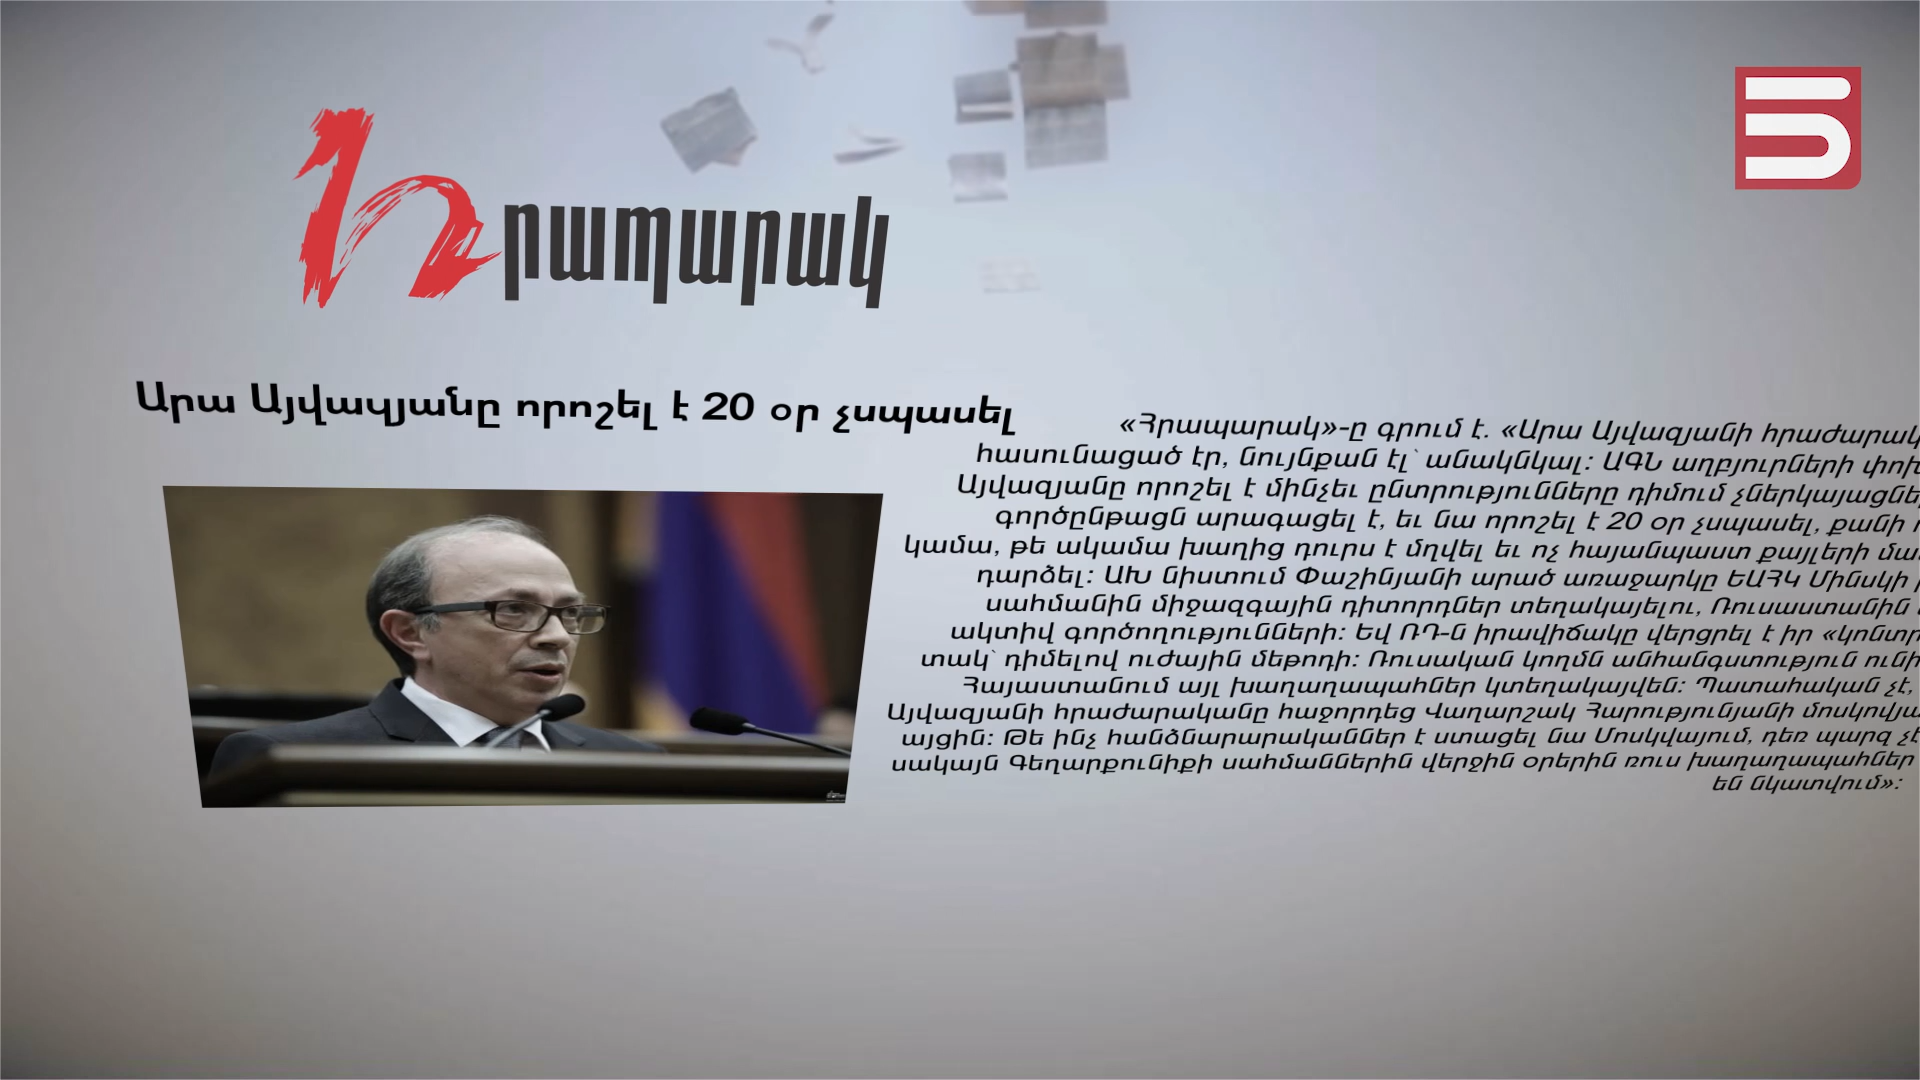 Հրապարակ
Արա Այվազյանը որոշել է 20 օր չսպասել
«Հրապարակ»-ը գրում է. «Արա Այվազյանի հրաժարակ
հասունացած էր, նույնքան էլ՝ անակնկալ: ԱԳՆ աղբյուրների փոխ
Այվազյանը որոշել է մինչեւ ընտրությունները դիմում չներկայացնել
գործընթացն արագացել է, եւ նա որոշել է 20 օր չսպասել, քանի
կամա, թե ակամա խաղից դուրս է մղվել եւ ոչ հայանպաստ քայլերի մաս
դարձել: ԱԽ նիստում Փաշինյանի արած առաջարկը ԵԱՀԿ Մինսկի
սահմանին միջազգային դիտորդներ տեղակայելու, Ռուսաստանին
ակտիվ գործողությունների: Եվ ՌԴ-ն իրավիճակը վերցրել է իր «կոնտր
տակ՝ դիմելով ուժային մեթոդի: Ռուսական կողմն անհանգստություն ունի
Հայաստանում այլ խաղաղապահներ կտեղակայվեն: Պատահական չէ,
Այվազյանի հրաժարականը հաջորդեց Վաղարշակ Հարությունյանի մոսկովյա
այցին: Թե ինչ հանձնարարականներ է ստացել նա Մոսկվայում, դեռ պարզ չէ
սակայն Գեղարքունիքի սահմաններին վերջին օրերին ռուս խաղաղապահներ
են նկատվում»: